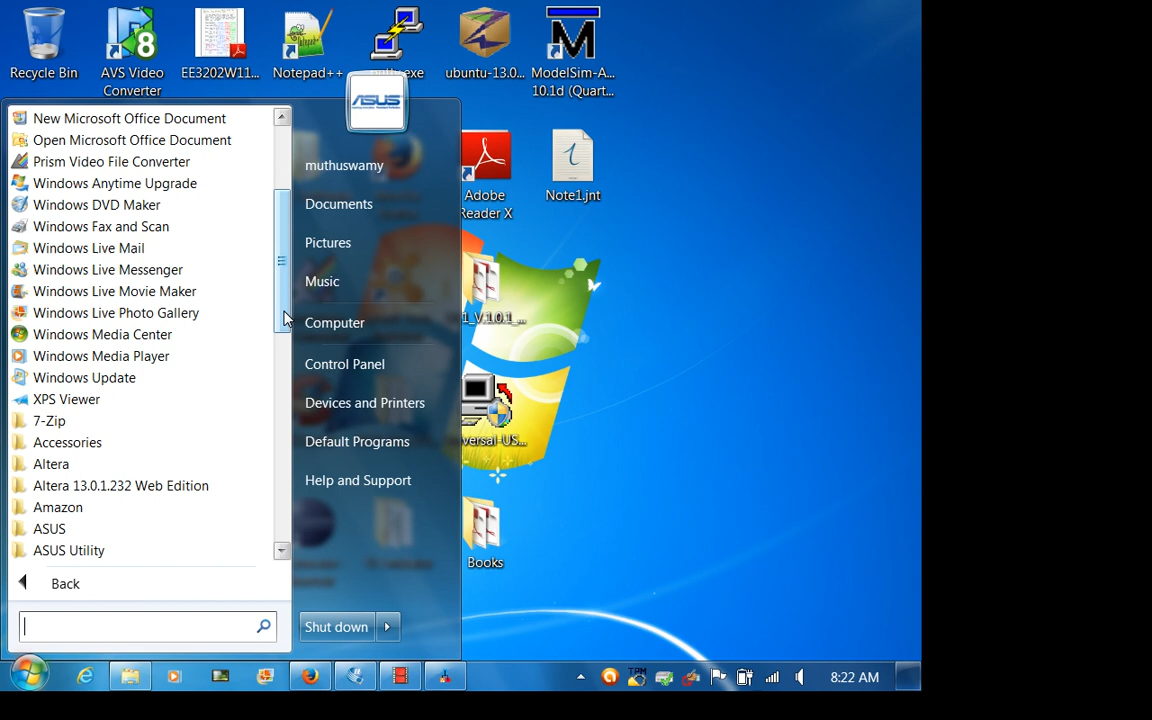 Recycle Bin
AVS Video
Converter
EE3202W11...
Notepad++
ubuntu-13.0...
ModelSim-A...
10.1d (Quart...
ASUS
New Microsoft Office Document
Open Microsoft Office Document
Prism Video File Converter
Windows Anytime Upgrade
Windows DVD Maker
Windows Fax and Scan
Windows Live Mail
Windows Live Messenger
Windows Live Movie Maker
Windows Live Photo Gallery
Windows Media Center
Windows Media Player
Windows Update
XPS Viewer
7-Zip
Accessories
Altera
Altera 13.0.1.232 Web Edition
Amazon
ASUS
ASUS Utility
Back
muthuswamy
Documents
Pictures
Music
Computer
Control Panel
Devices and Printers
Default Programs
Help and Support
Shut down
Adobe
Reader X
Note1.jnt
Books
8:22 AM